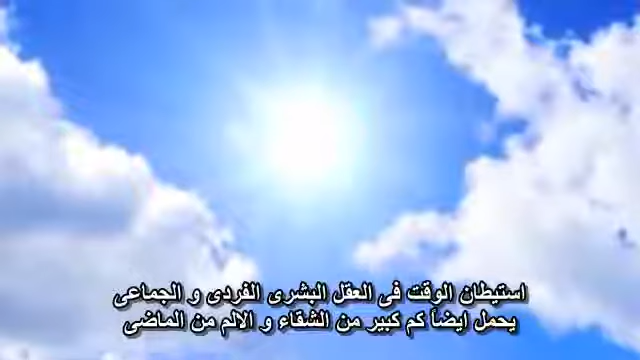 استيطان الوقت فى العقل البشرى الفردى و الجماعى
يحمل ايضاً كم كبير من الشقاء و الالم من الماضى